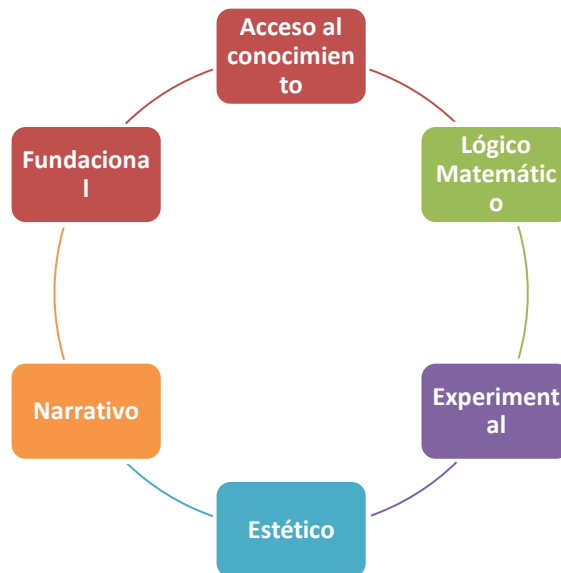 Acceso al
conocimien
to
Lógico
Matemátic
o
Experiment
al
Estético
Narrativo
Fundaciona
l